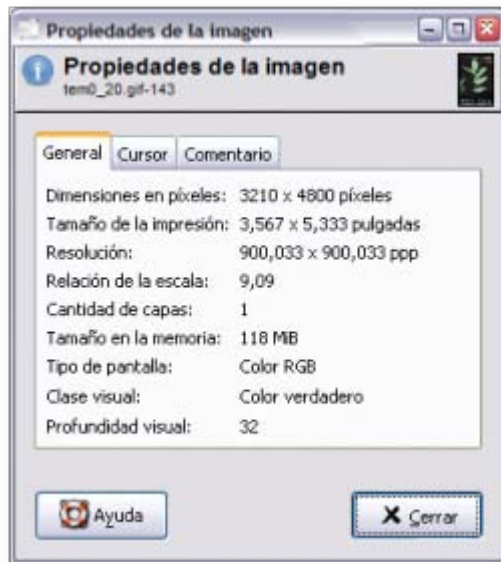 Propiedades de la imagen
Propiedades de la imagen
tem0_20.gif-143
General Cursor Comentario
Dimensiones en píxeles: 3210 x 4800 píxeles
Tamaño de la impresión: 3,567 x 5,333 pulgadas
Resolución: 900,033 x 900,033 ppp
Relación de la escala: 9,09
Cantidad de capas: 1
Tamaño en la memoria: 118 MiB
Tipo de pantalla: Color RGB
Clase visual: Color verdadero
Profundidad visual: 32
Ayuda Cerrar